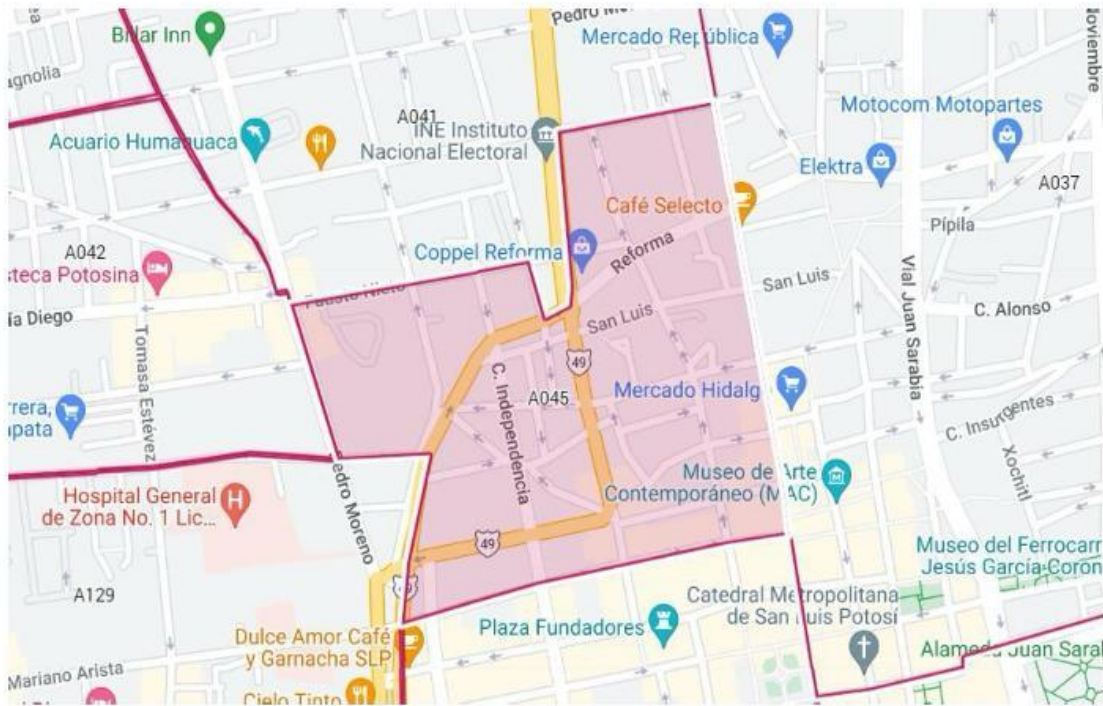 Pedro Mo
Noviembre
Brilar Inn
Mercado República
agnolia
Motocom Motopartes
A041
INE Instituto
Nacional Electoral
Acuario Humahuaca
Elektra
A037
Café Selecto
Pípila
A042
steca Potosina
Coppel Reforma
Reforma
San Luis
Fausto Nieto
ía Diego
San Luis
C. Alonso
Vial Juan Sarabia
Tomasa Estévez
49
C. Independencia
A045
Mercado Hidalg
rrera,
apata
C. Insurgentes
Xochitl
Museo de Arte
Contemporáneo (MAC)
Hospital General
de Zona No. 1 Lic...
Pedro Moreno
49
Museo del Ferrocarr
Jesús García Coron
A129
49
Catedral Metropolitana
de San Luis Potosí
Dulce Amor Café
y Garnacha SLP
Plaza Fundadores
Alameda Juan Saral
Mariano Arista
Cielo Tinto